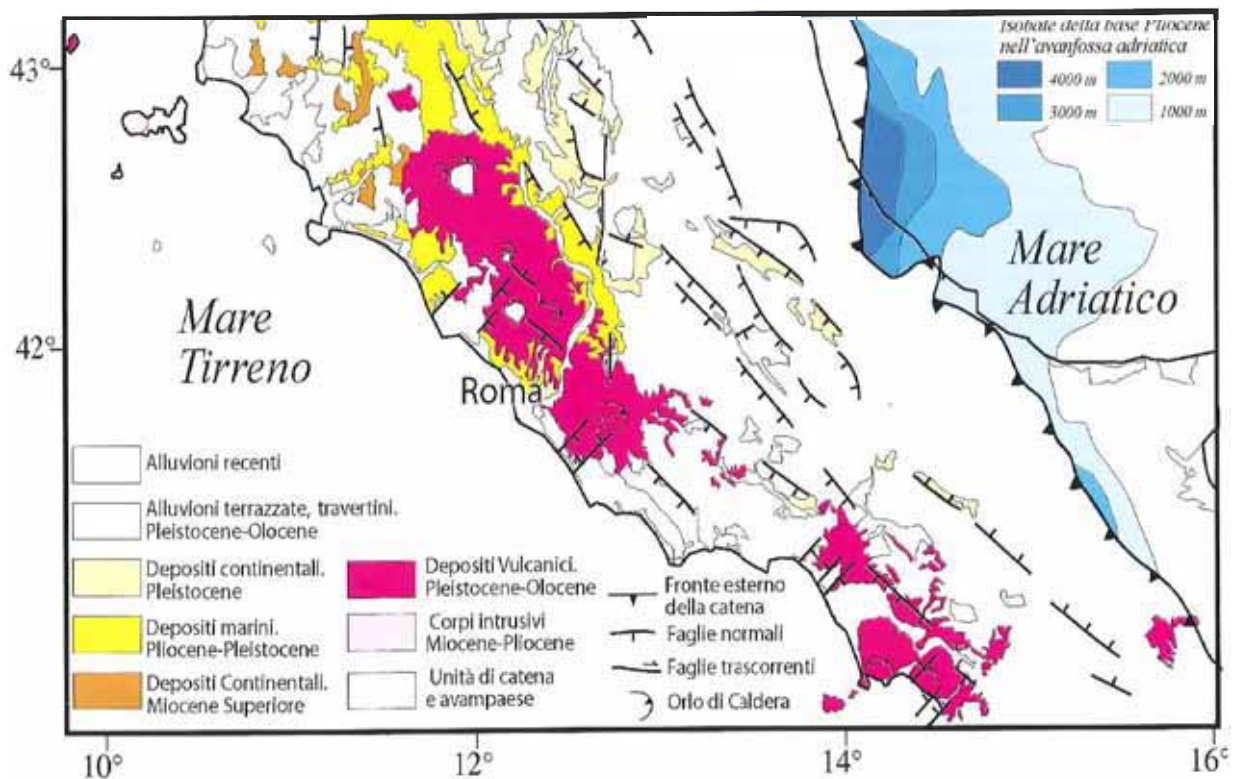 Isobate della base Pliocene
nell'avanfossa adriatica
4000 m
2000 m
3000 m
1000 m
43°
42°
Mare
Adriatico
Mare
Tirreno
Roma
Alluvioni recenti
Alluvioni terrazzate, travertini.
Pleistocene-Olocene
Depositi continentali.
Pleistocene
Depositi marini.
Pliocene-Pleistocene
Depositi Continentali.
Miocene Superiore
Depositi Vulcanici.
Pleistocene-Olocene
Corpi intrusivi
Miocene-Pliocene
Unità di catena
e avampaese
Fronte esterno
della catena
Faglie normali
Faglie trascorrenti
Orlo di Caldera
10°
12°
14°
16°